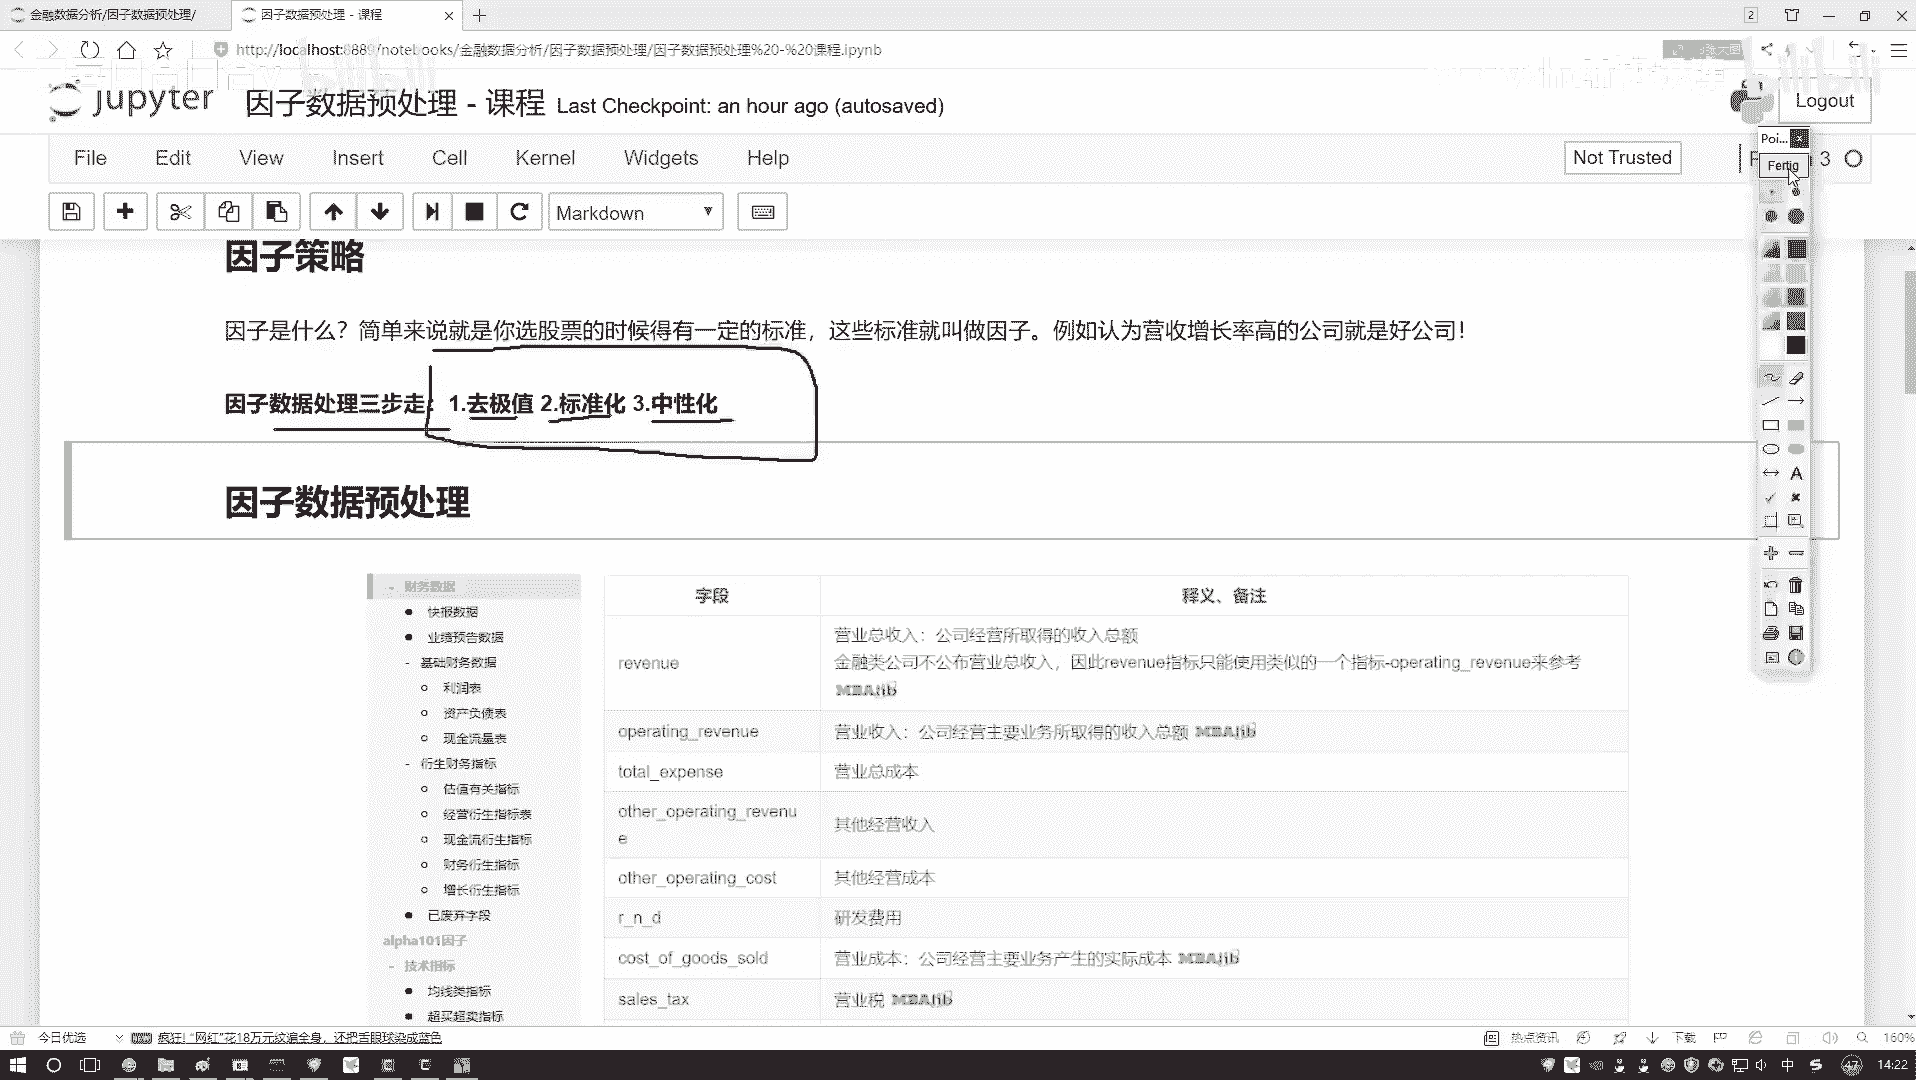 金融数据分析/因子数据预处理/
因子数据预处理 - 课程
2
http://localhost:8889/notebooks/金融数据分析/因子数据预处理/因子数据预处理%20-%20课程.ipynb
jupyter 因子数据预处理 - 课程 Last Checkpoint: an hour ago (autosaved)
Logout
File Edit View Insert Cell Kernel Widgets Help
Not Trusted
3
Poi...
Fertig
Markdown
因子策略
因子是什么？简单来说就是你选股票的时候得有一定的标准，这些标准就叫做因子。例如认为营收增长率高的公司就是好公司！
因子数据处理三步走：1.去极值 2.标准化 3.中性化
因子数据预处理
- 财务数据
快报数据
业绩预告数据
- 基础财务数据
利润表
资产负债表
现金流量表
- 衍生财务指标
估值有关指标
经营衍生指标表
现金流衍生指标
财务衍生指标
增长衍生指标
已废弃字段
alpha101因子
- 技术指标
均线类指标
超买超卖指标
字段 释义、备注
revenue
营业总收入：公司经营所取得的收入总额
金融类公司不公布营业总收入，因此revenue指标只能使用类似的一个指标-operating_revenue来参考
MBAlib
operating_revenue 营业收入：公司经营主要业务所取得的收入总额 MBAlib
total_expense 营业总成本
other_operating_revenu
e
其他经营收入
other_operating_cost 其他经营成本
r_n_d 研发费用
cost_of_goods_sold 营业成本：公司经营主要业务产生的实际成本 MBAlib
sales_tax 营业税 MBAlib
今日优选
疯狂! “网红”花18万元纹遍全身，还把舌眼球染成蓝色
热点资讯
下载
160%
中
47
14:22